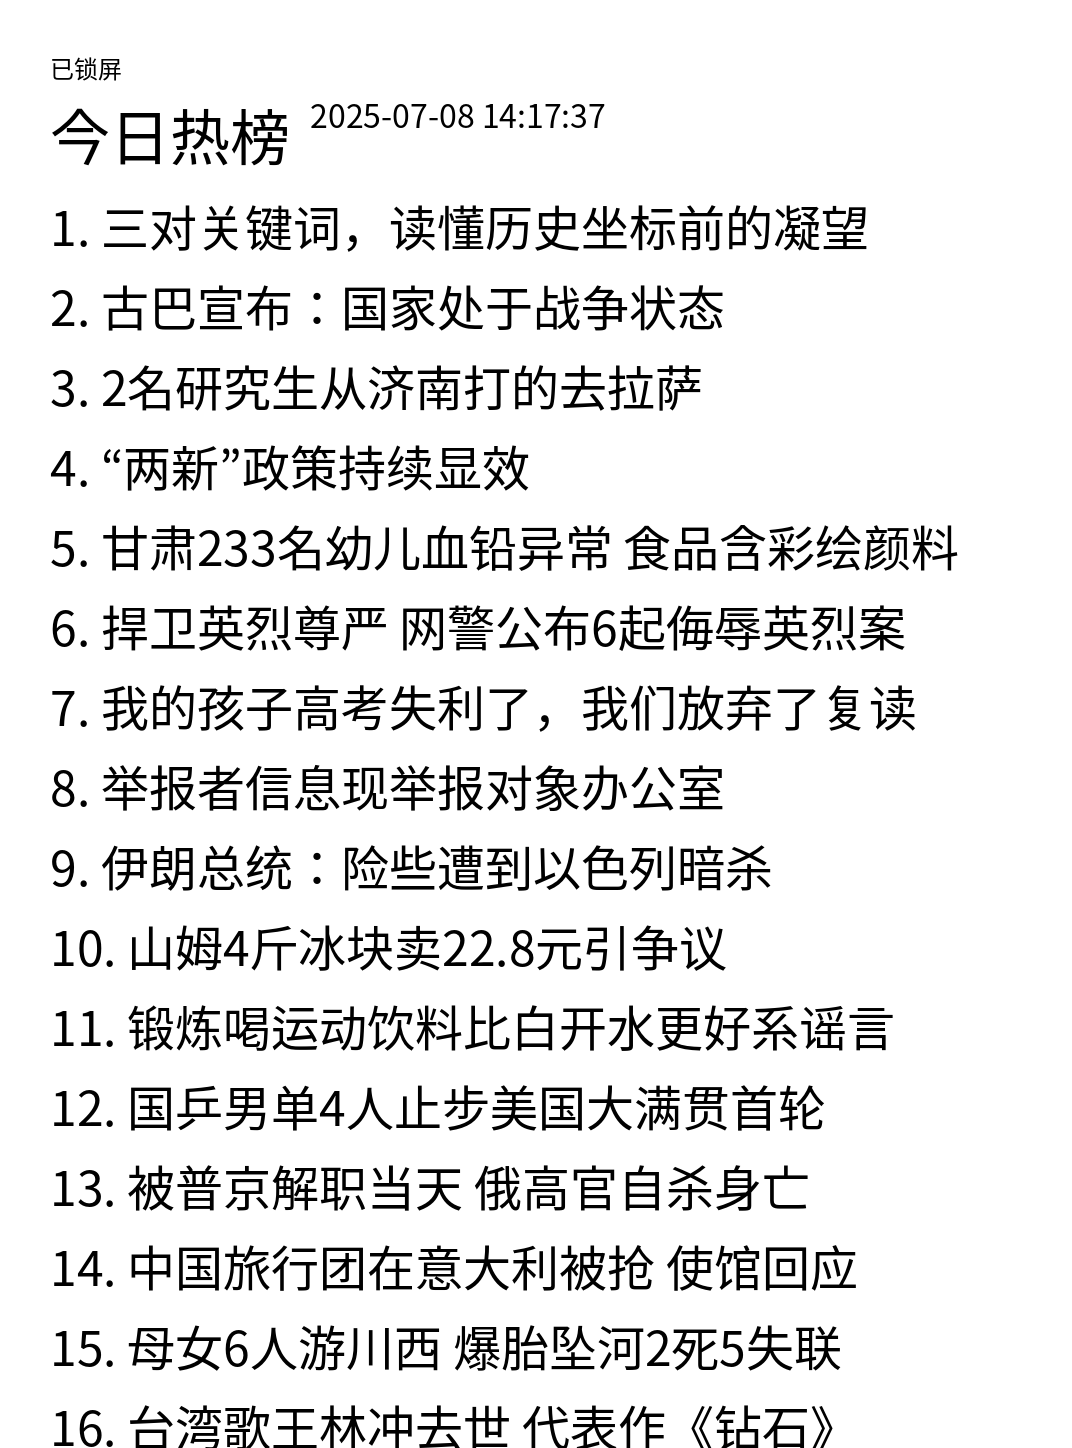 已锁屏
今日热榜 2025-07-08 14:17:37
1. 三对关键词，读懂历史坐标前的凝望
2. 古巴宣布：国家处于战争状态
3. 2名研究生从济南打的去拉萨
4. “两新”政策持续显效
5. 甘肃233名幼儿血铅异常 食品含彩绘颜料
6. 捍卫英烈尊严 网警公布6起侮辱英烈案
7. 我的孩子高考失利了，我们放弃了复读
8. 举报者信息现举报对象办公室
9. 伊朗总统：险些遭到以色列暗杀
10. 山姆4斤冰块卖22.8元引争议
11. 锻炼喝运动饮料比白开水更好系谣言
12. 国乒男单4人止步美国大满贯首轮
13. 被普京解职当天 俄高官自杀身亡
14. 中国旅行团在意大利被抢 使馆回应
15. 母女6人游川西 爆胎坠河2死5失联
16. 台湾歌王林冲去世 代表作《钻石》